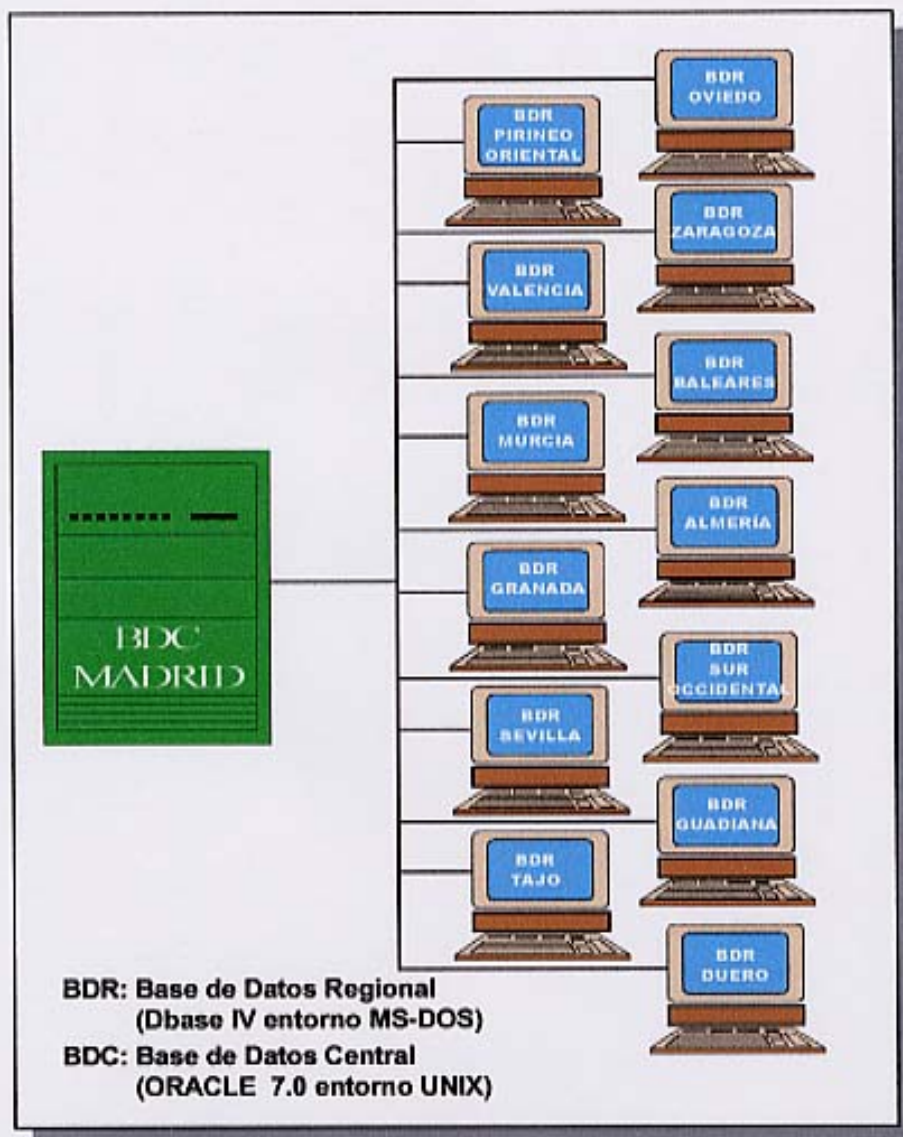 BDR
OVIEDO
BDR
PIRINEO
ORIENTAL
BDR
ZARAGOZA
BDR
VALENCIA
BDR
BALEARES
BDR
MURCIA
BDR
ALMERÍA
BDR
GRANADA
BDC
MADRID
BDR
SUR
OCCIDENTAL
BDR
SEVILLA
BDR
GUADIANA
BDR
TAJO
BDR
DUERO
BDR: Base de Datos Regional
(Dbase IV entorno MS-DOS)
BDC: Base de Datos Central
(ORACLE 7.0 entorno UNIX)